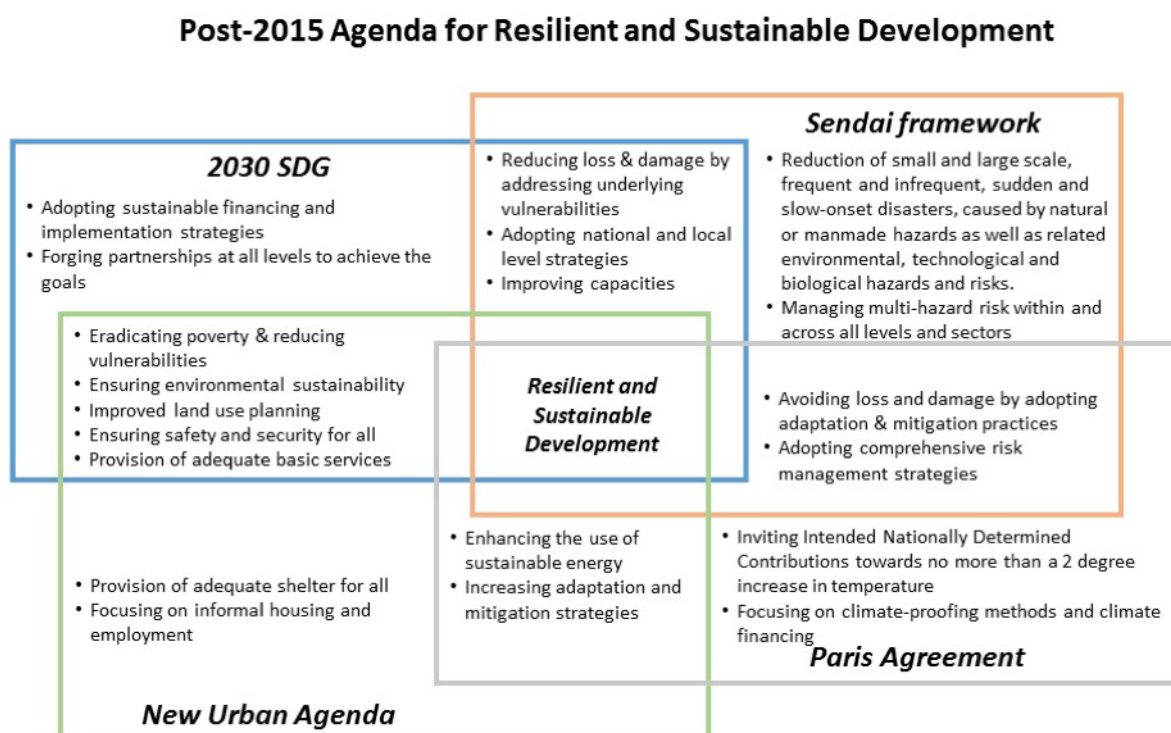 Post-2015 Agenda for Resilient and Sustainable Development
Sendai framework
2030 SDG
• Adopting sustainable financing and
implementation strategies
• Forging partnerships at all levels to achieve the
goals
• Reducing loss & damage by
addressing underlying
vulnerabilities
• Adopting national and local
level strategies
• Improving capacities
• Reduction of small and large scale,
frequent and infrequent, sudden and
slow-onset disasters, caused by natural
or manmade hazards as well as related
environmental, technological and
biological hazards and risks.
• Managing multi-hazard risk within and
across all levels and sectors
• Eradicating poverty & reducing
vulnerabilities
• Ensuring environmental sustainability
• Improved land use planning
• Ensuring safety and security for all
• Provision of adequate basic services
Resilient and
Sustainable
Development
• Avoiding loss and damage by adopting
adaptation & mitigation practices
• Adopting comprehensive risk
management strategies
• Provision of adequate shelter for all
• Focusing on informal housing and
employment
• Enhancing the use of
sustainable energy
• Increasing adaptation and
mitigation strategies
• Inviting Intended Nationally Determined
Contributions towards no more than a 2 degree
increase in temperature
• Focusing on climate-proofing methods and climate
financing
Paris Agreement
New Urban Agenda